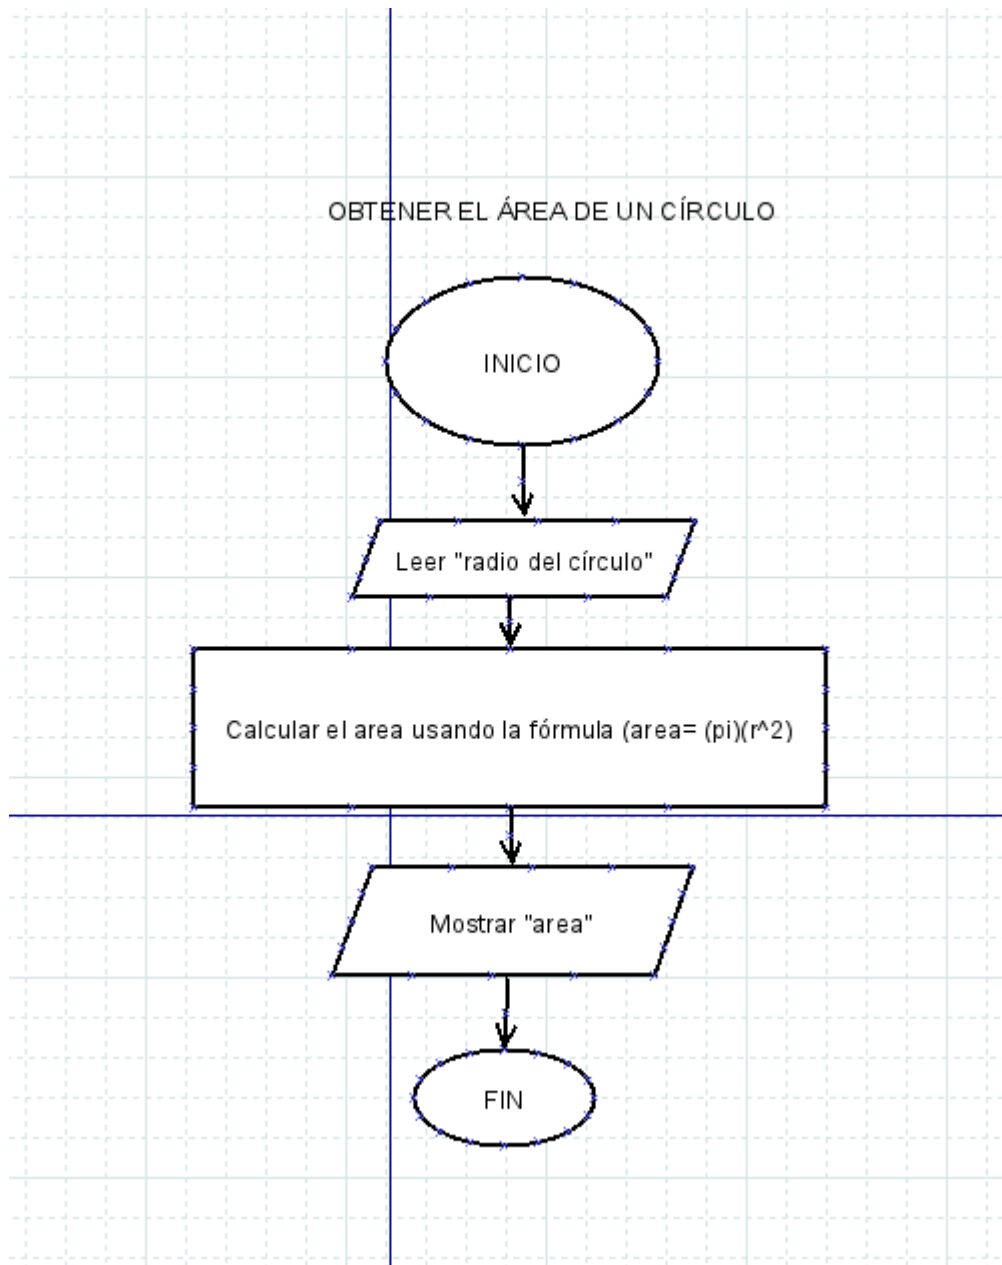 OBTENER EL ÁREA DE UN CÍRCULO
INICIO
Leer "radio del círculo"
Calcular el area usando la fórmula (area= (pi)(r^2)
Mostrar "area"
FIN